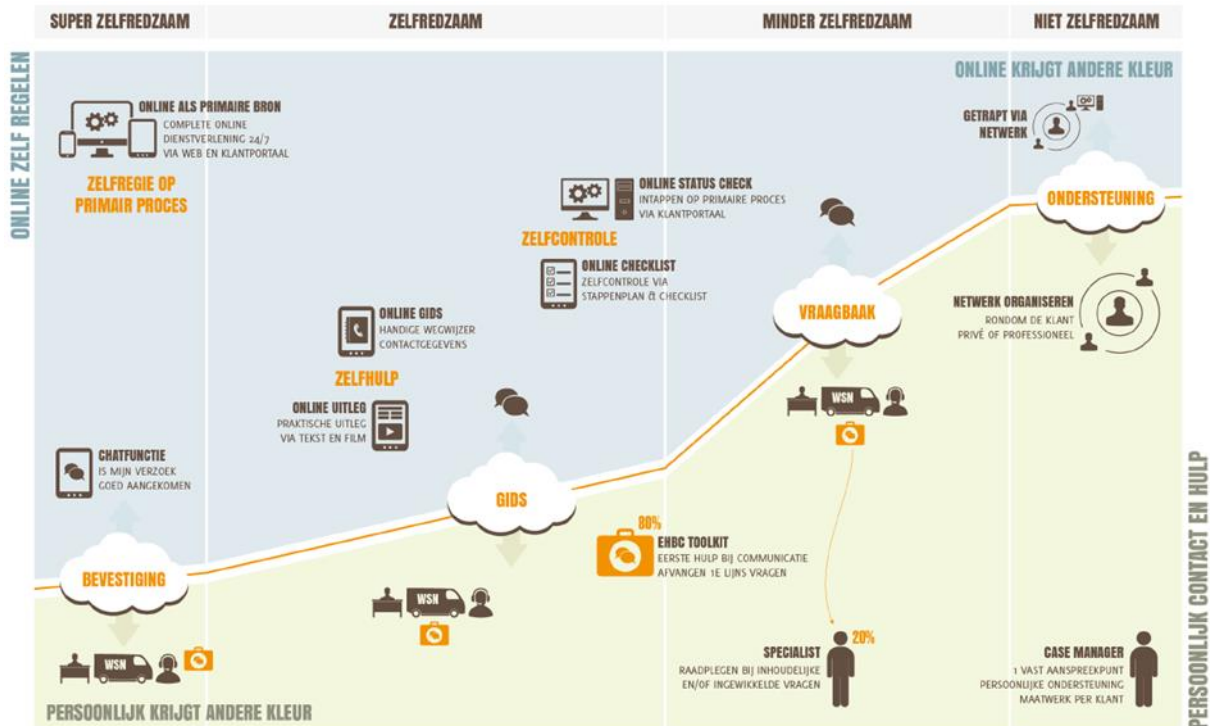 SUPER ZELFREDZAAM
ZELFREDZAAM
MINDER ZELFREDZAAM
NIET ZELFREDZAAM
ONLINE ZELF REGELEN
ONLINE KRIJGT ANDERE KLEUR
ONLINE ALS PRIMAIRE BRON
COMPLETE ONLINE
DIENSTVERLENING 24/7
VIA WEB EN KLANTPORTAAL
ZELFREGIE OP
PRIMAIR PROCES
GETRAPT VIA
NETWERK
ONLINE STATUS CHECK
INTAPPEN OP PRIMAIRE PROCES
VIA KLANTPORTAAL
ZELFCONTROLE
ONLINE CHECKLIST
ZELFCONTROLE VIA
STAPPENPLAN & CHECKLIST
ONDERSTEUNING
ONLINE GIDS
HANDIGE WEGWIJZER
CONTACTGEGEVENS
ZELFHULP
ONLINE UITLEG
PRAKTISCHE UITLEG
VIA TEKST EN FILM
VRAAGBAAK
NETWERK ORGANISEREN
RONDOM DE KLANT
PRIVÉ OF PROFESSIONEEL
WSN
CHATFUNCTIE
IS MIJN VERZOEK
GOED AANGEKOMEN
GIDS
80%
EHBC TOOLKIT
EERSTE HULP BIJ COMMUNICATIE
AFVANGEN 1E LIJNS VRAGEN
BEVESTIGING
WSN
WSN
SPECIALIST
20%
RAADPLEGEN BIJ INHOUDELIJKE
EN/OF INGEWIKKELDE VRAGEN
CASE MANAGER
1 VAST AANSPREEKPUNT
PERSOONLIJKE ONDERSTEUNING
MAATWERK PER KLANT
PERSOONLIJK KRIJGT ANDERE KLEUR
PERSOONLIJK CONTACT EN HULP